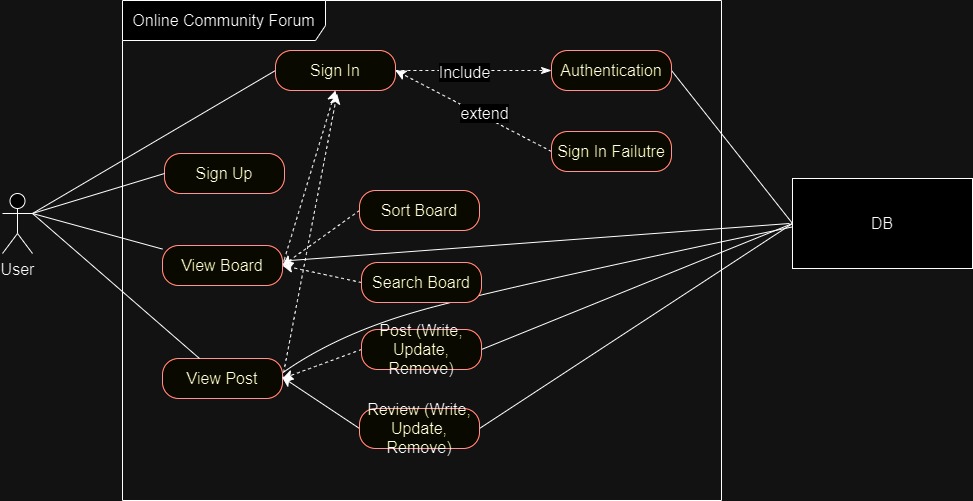 Online Community Forum
Sign In
Include
Authentication
extend
Sign In Failutre
Sign Up
User
Sort Board
DB
View Board
Search Board
Post (Write,
Update,
Remove)
View Post
Review (Write,
Update,
Remove)